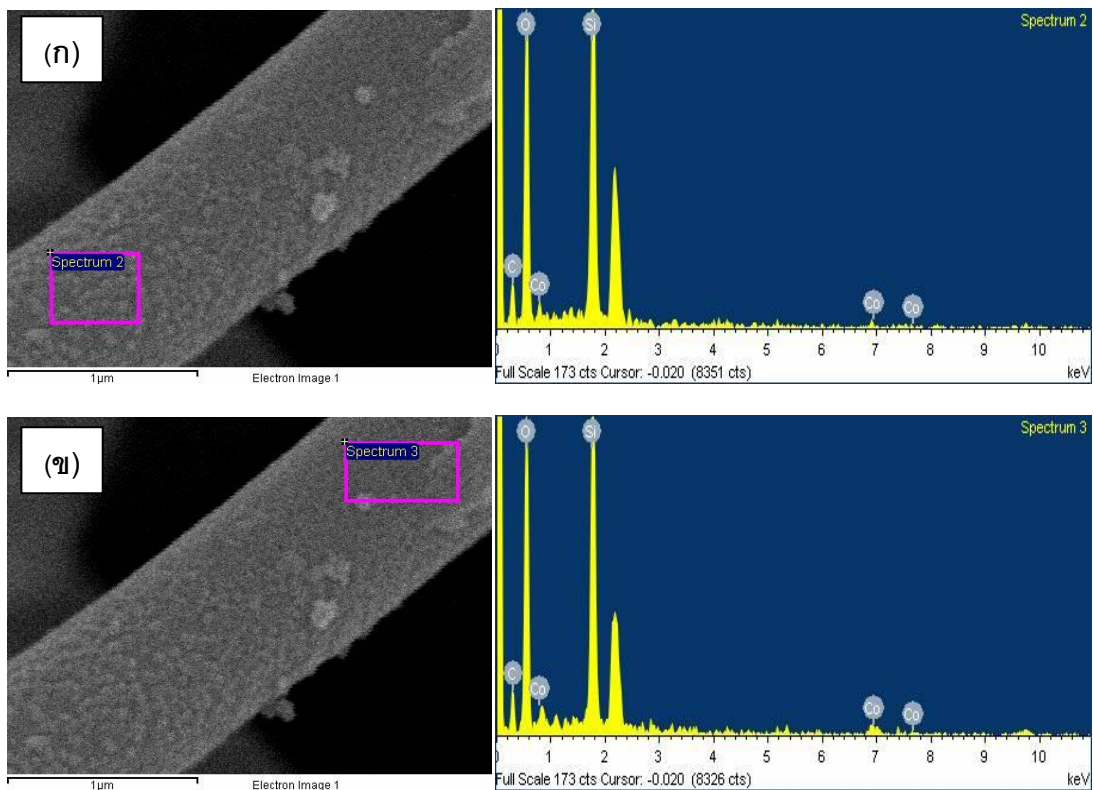 (ก)
Spectrum 2
1µm
Electron Image 1
Spectrum 2
O
Si
C
Co
Co
Co
0 1 2 3 4 5 6 7 8 9 10
Full Scale 173 cts Cursor: -0.020 (8351 cts)
keV
(ข)
Spectrum 3
1µm
Electron Image 1
Spectrum 3
O
Si
C
Co
Co
Co
0 1 2 3 4 5 6 7 8 9 10
Full Scale 173 cts Cursor: -0.020 (8326 cts)
keV